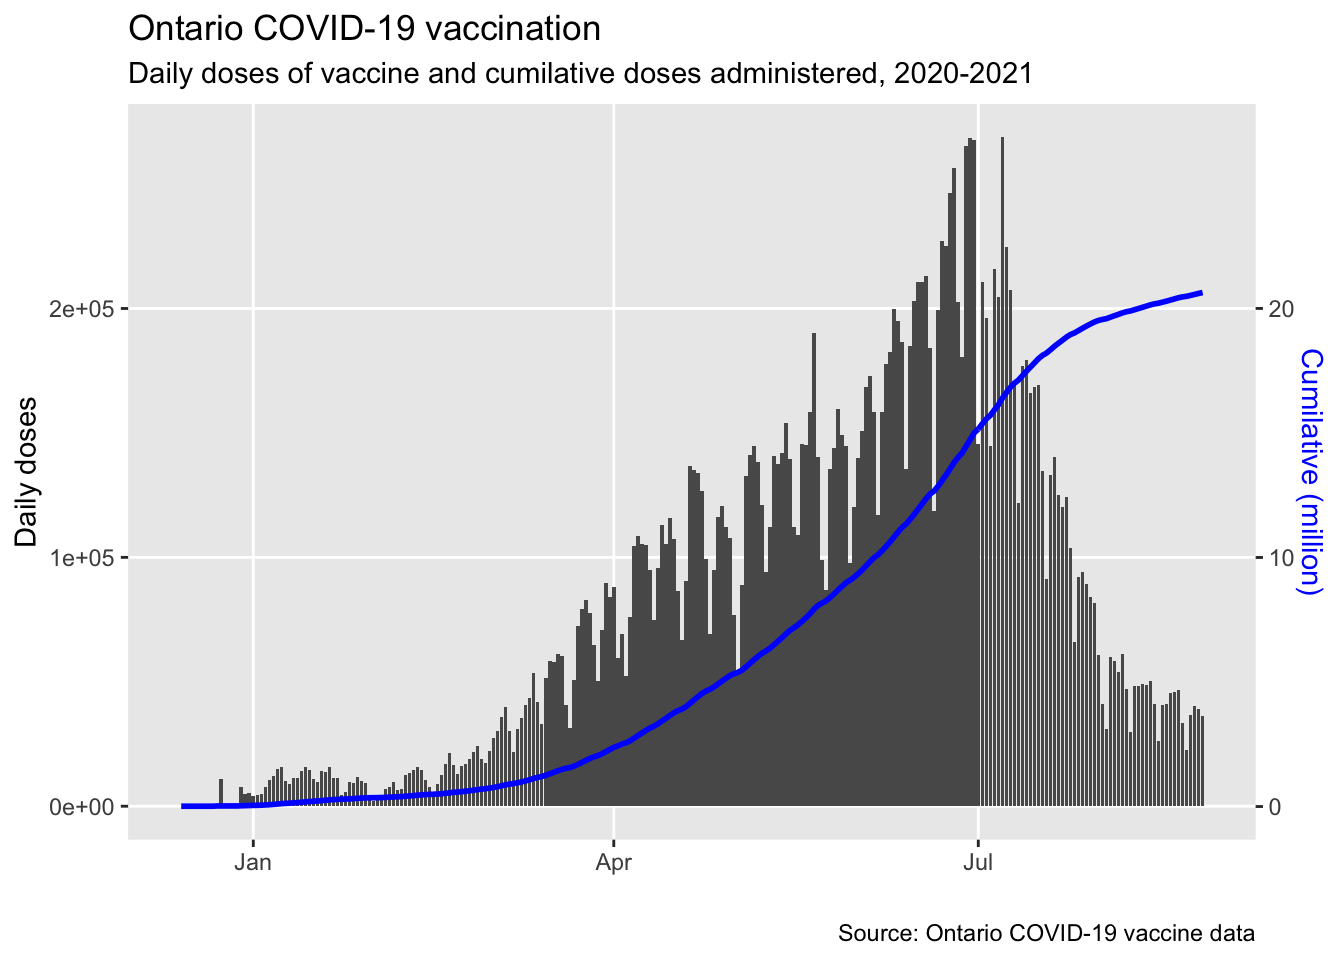 Ontario COVID-19 vaccination
Daily doses of vaccine and cumilative doses administered, 2020-2021
Daily doses
2e+05
1e+05
0e+00
20
10
0
Cumilative (million)
Jan
Apr
Jul
Source: Ontario COVID-19 vaccine data